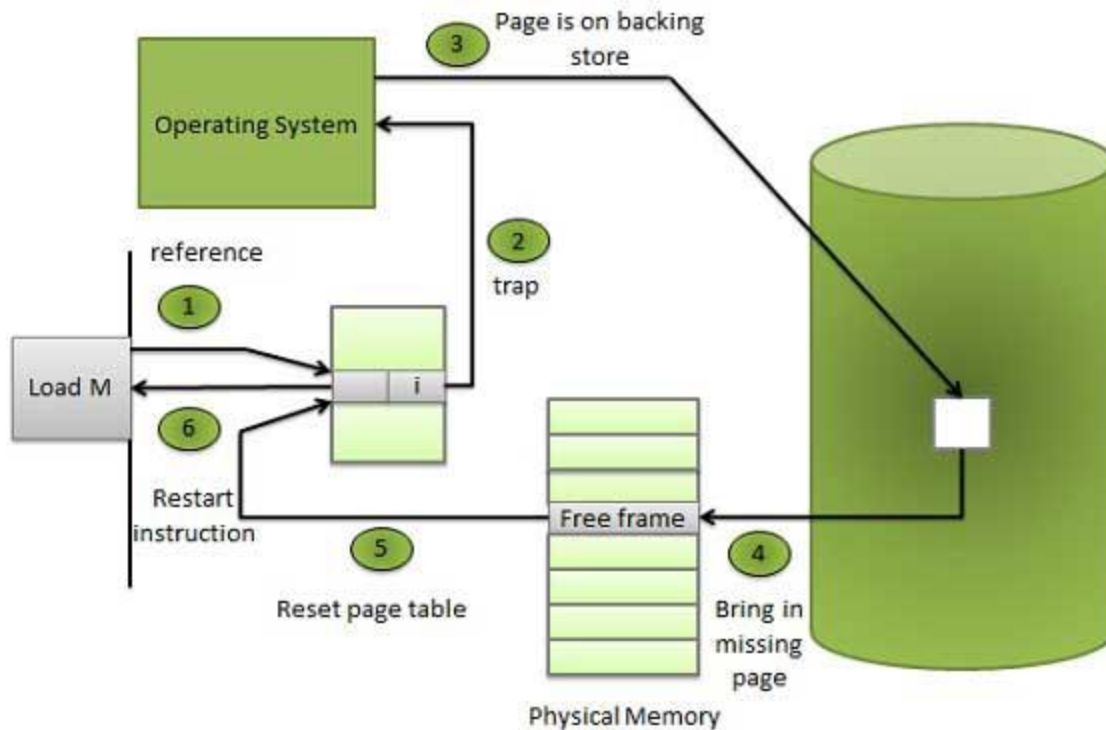 3
Page is on backing
store
Operating System
2
trap
reference
1
Load M
i
6
Restart
instruction
Free frame
5
Reset page table
4
Bring in
missing
page
Physical Memory